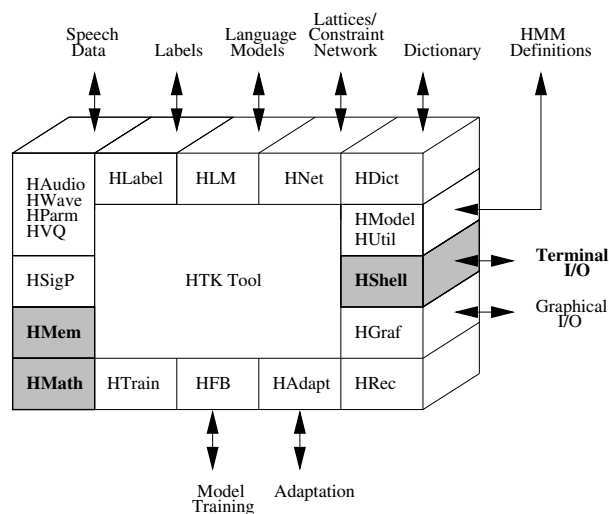 Speech
Data
Labels
Language
Models
Lattices/
Constraint
Network
Dictionary
HMM
Definitions
HAudio
HWave
HParm
HVQ
HLabel
HLM
HNet
HDict
HModel
HUtil
HSigP
HTK Tool
HShell
Terminal
I/O
HMem
HGraf
Graphical
I/O
HMath
HTrain
HFB
HAdapt
HRec
Model
Training
Adaptation